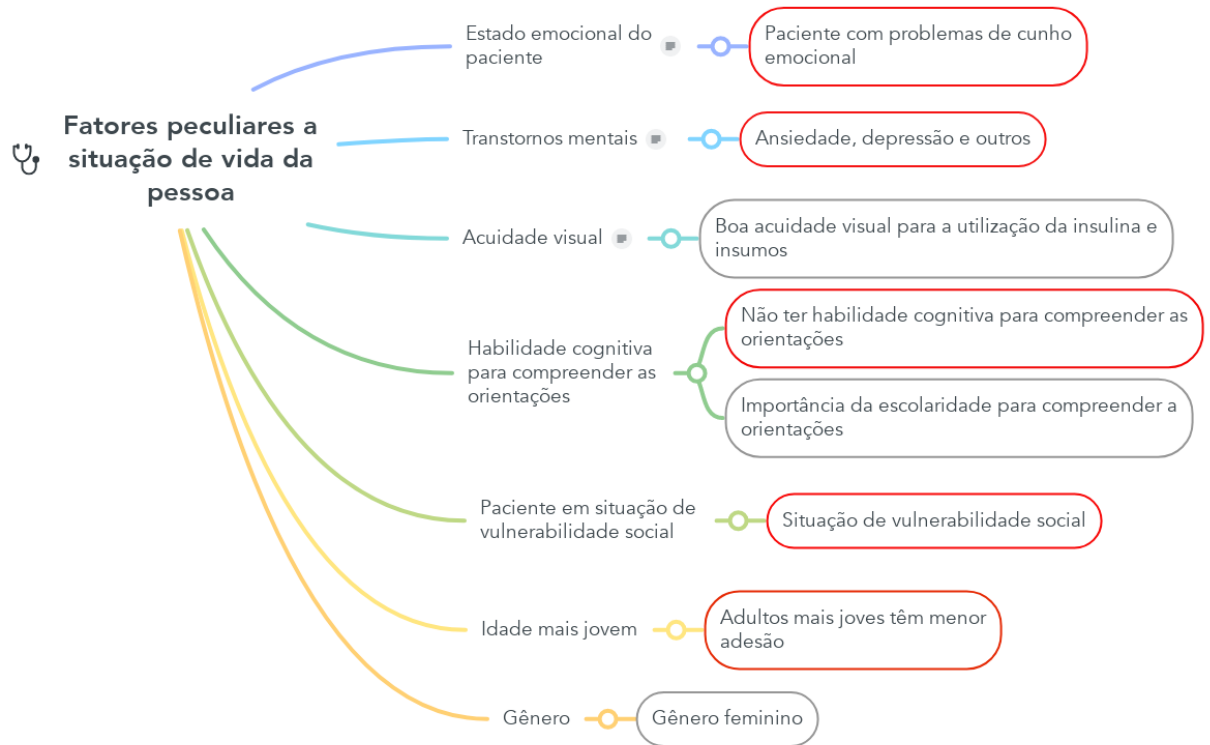 Fatores peculiares a
situação de vida da
pessoa
Estado emocional do
paciente
Paciente com problemas de cunho
emocional
Transtornos mentais
Ansiedade, depressão e outros
Acuidade visual
Boa acuidade visual para a utilização da insulina e
insumos
Habilidade cognitiva
para compreender as
orientações
Não ter habilidade cognitiva para compreender as
orientações
Importância da escolaridade para compreender a
orientações
Paciente em situação de
vulnerabilidade social
Situação de vulnerabilidade social
Idade mais jovem
Adultos mais joves têm menor
adesão
Gênero
Gênero feminino